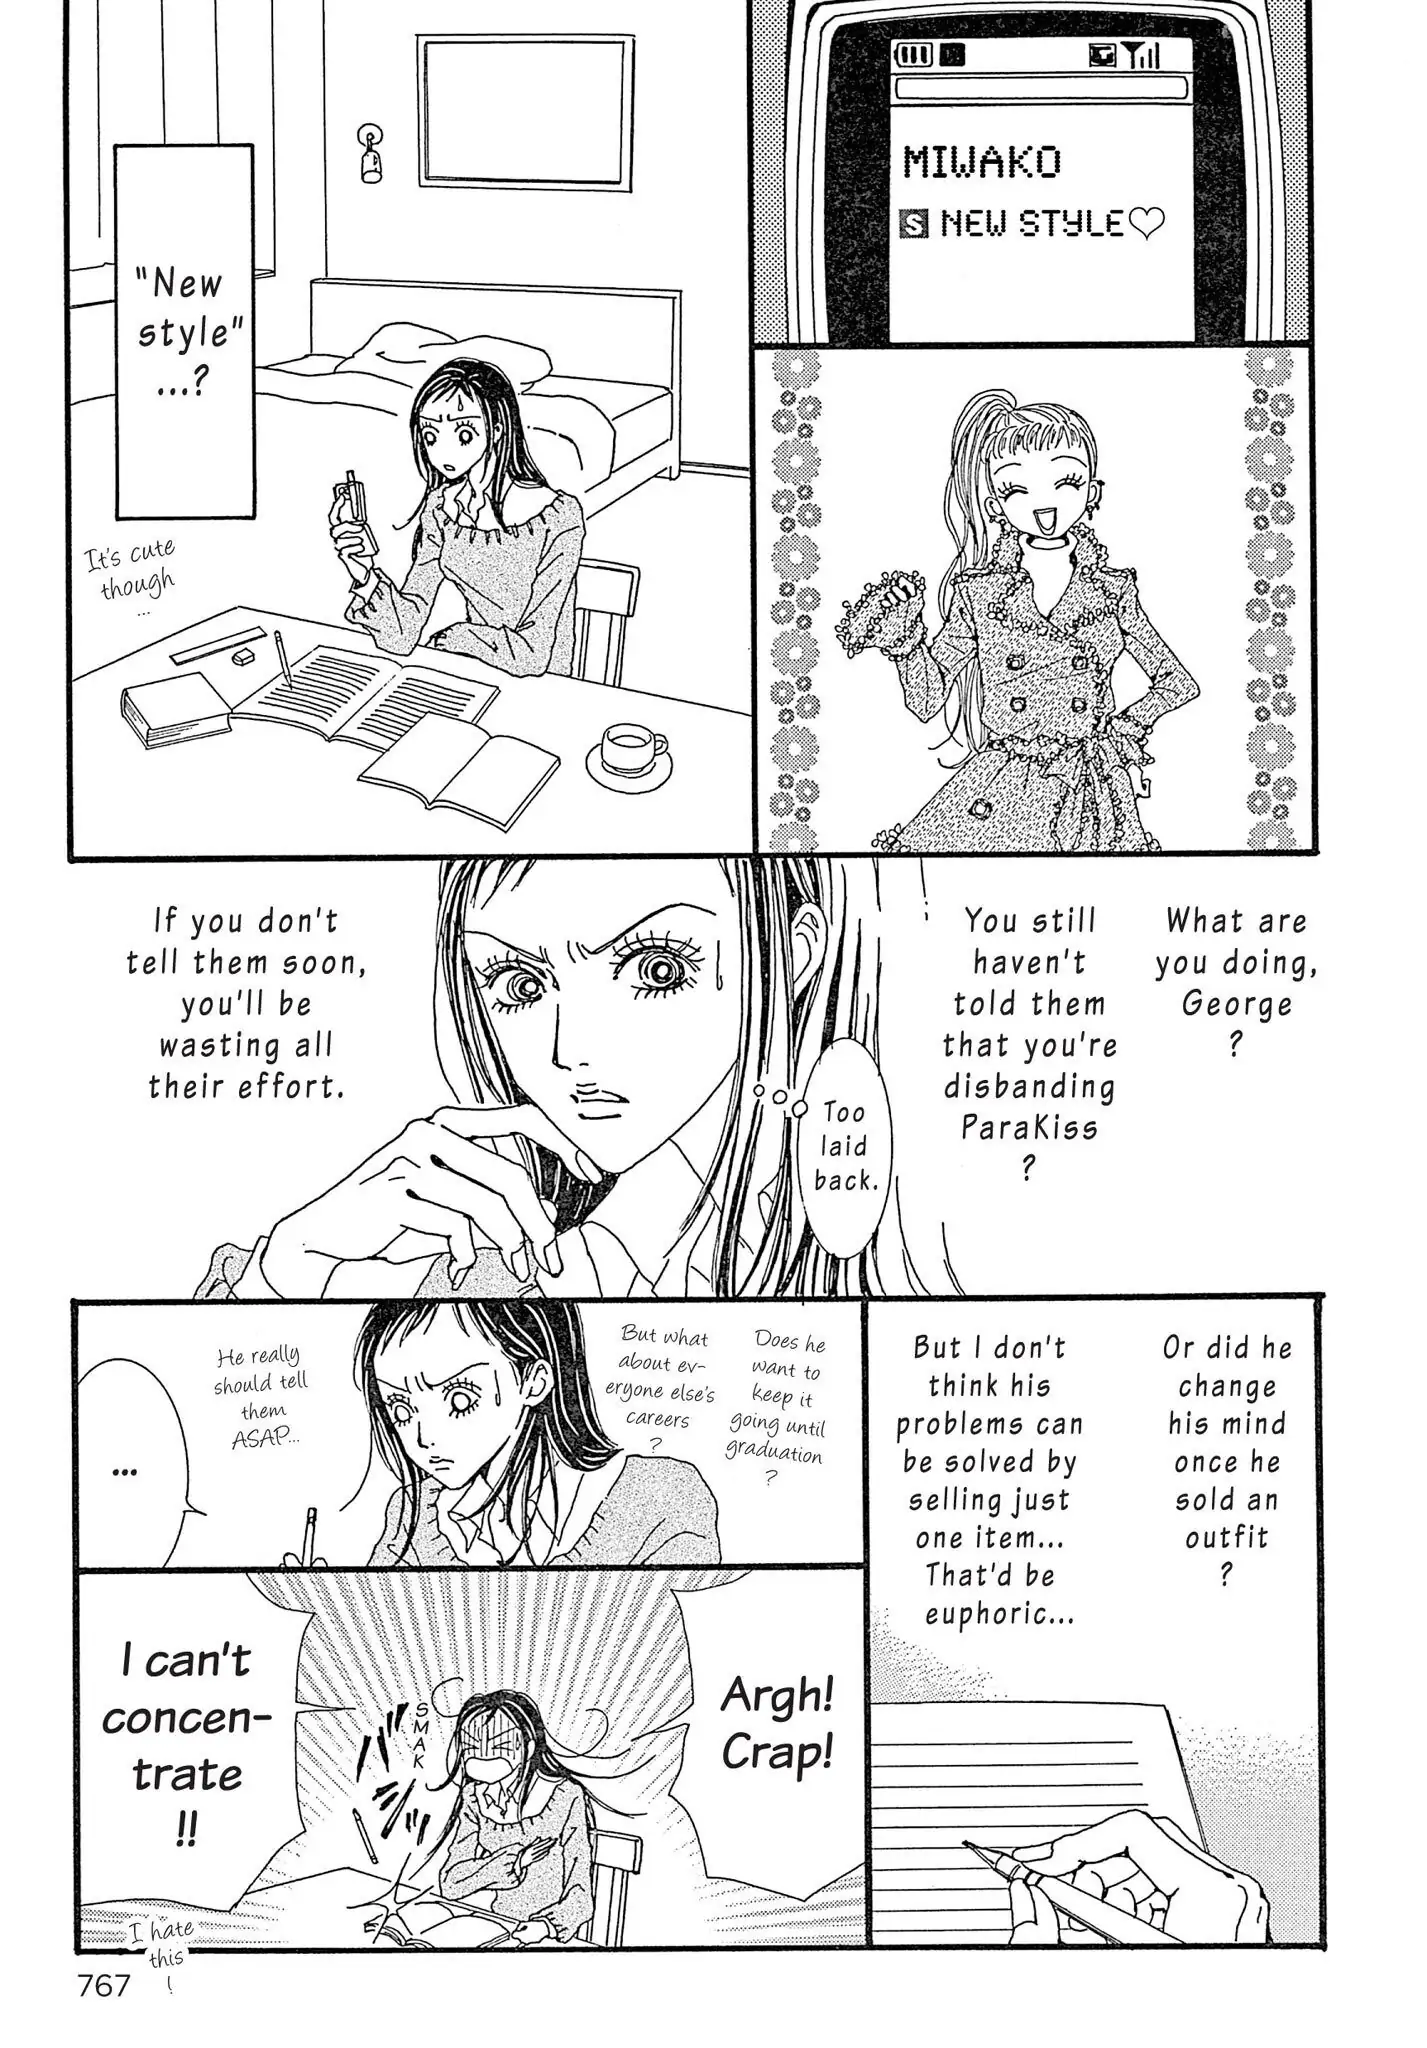 MIWAKO
S NEW STYLE♡
"New
style"
...?
It's cute
though
...
What are
you doing,
George
?
You still
haven't
told them
that you're
disbanding
ParaKiss
?
Too
laid
back.
If you don't
tell them soon,
you'll be
wasting all
their effort.
Or did he
change
his mind
once he
sold an
outfit
?
But I don't
think his
problems can
be solved by
selling just
one item...
That'd be
euphoric...
Does he
want to
keep it
going until
graduation
?
But what
about ev-
eryone else's
careers
?
He really
should tell
them
ASAP...
...
Argh!
Crap!
SMAK
I can't
concen-
trate
!!
I hate
this
!
767